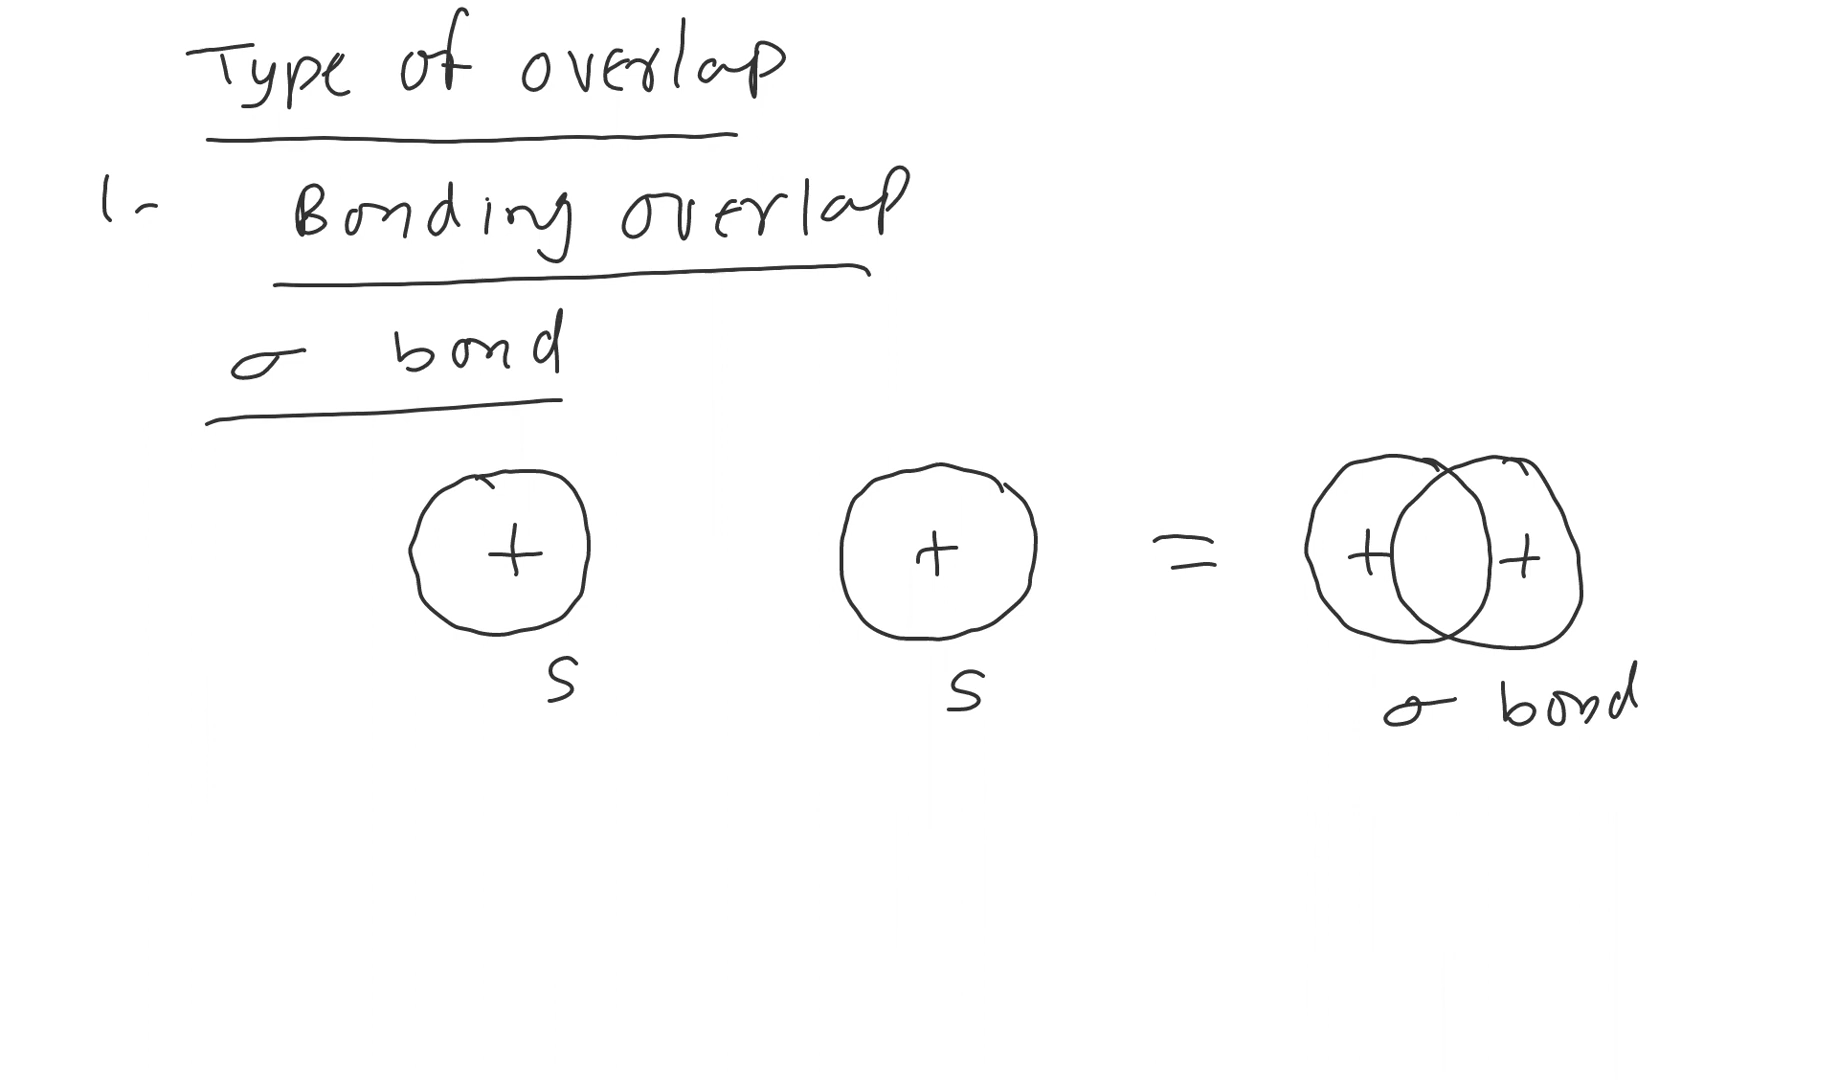 Type of overlap
1- Bonding overlap
σ bond
+ + = + +
S S
σ bond